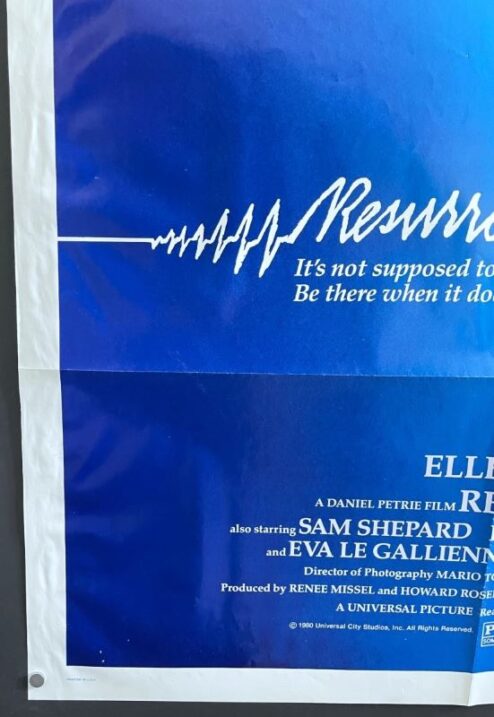 Resurre
It's not supposed to
Be there when it do
ELLE
A DANIEL PETRIE FILM RE
also starring SAM SHEPARD
and EVA LE GALLIENN
Director of Photography MARIO TO
Produced by RENEE MISSEL and HOWARD ROSE
A UNIVERSAL PICTURE Rea
© 1980 Universal City Studios, Inc. All Rights Reserved.